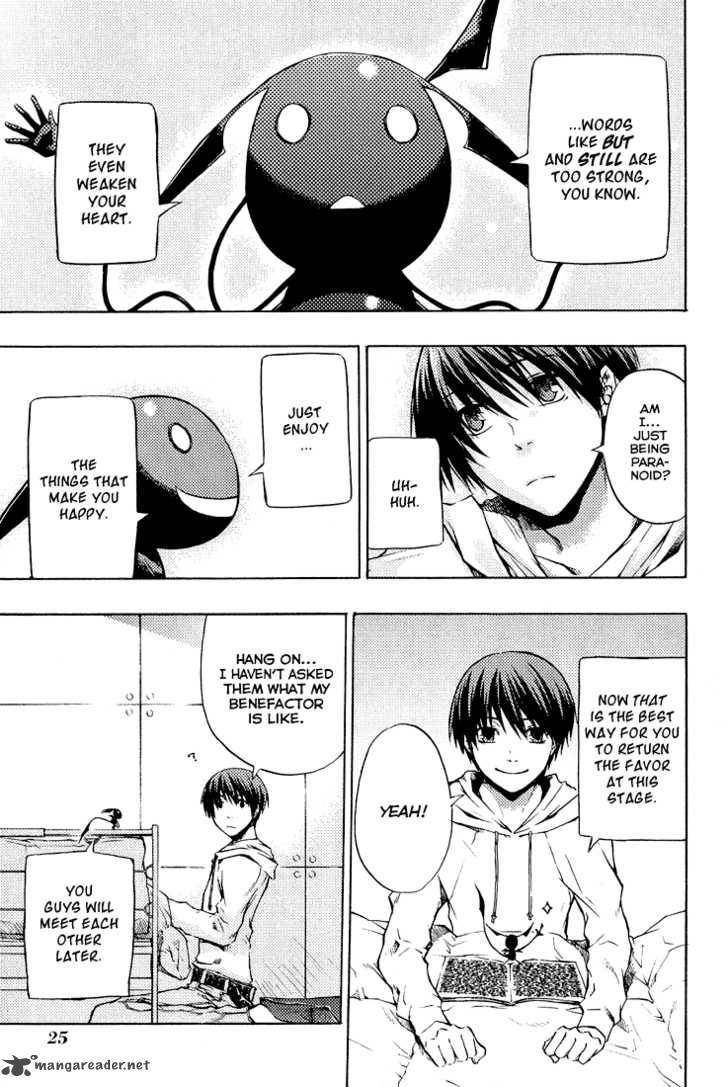 ...WORDS
LIKE BUT
AND STILL ARE
TOO STRONG,
YOU KNOW.
THEY
EVEN
WEAKEN
YOUR
HEART.
AM
I...
JUST
BEING
PARA-
NOID?
UH-
HUH.
JUST
ENJOY
...
THE
THINGS THAT
MAKE YOU
HAPPY.
NOW THAT
IS THE BEST
WAY FOR YOU
TO RETURN
THE FAVOR
AT THIS
STAGE.
YEAH!
HANG ON...
I HAVEN'T ASKED
THEM WHAT MY
BENEFACTOR
IS LIKE.
?
YOU
GUYS WILL
MEET EACH
OTHER
LATER.
25
mangareader.net